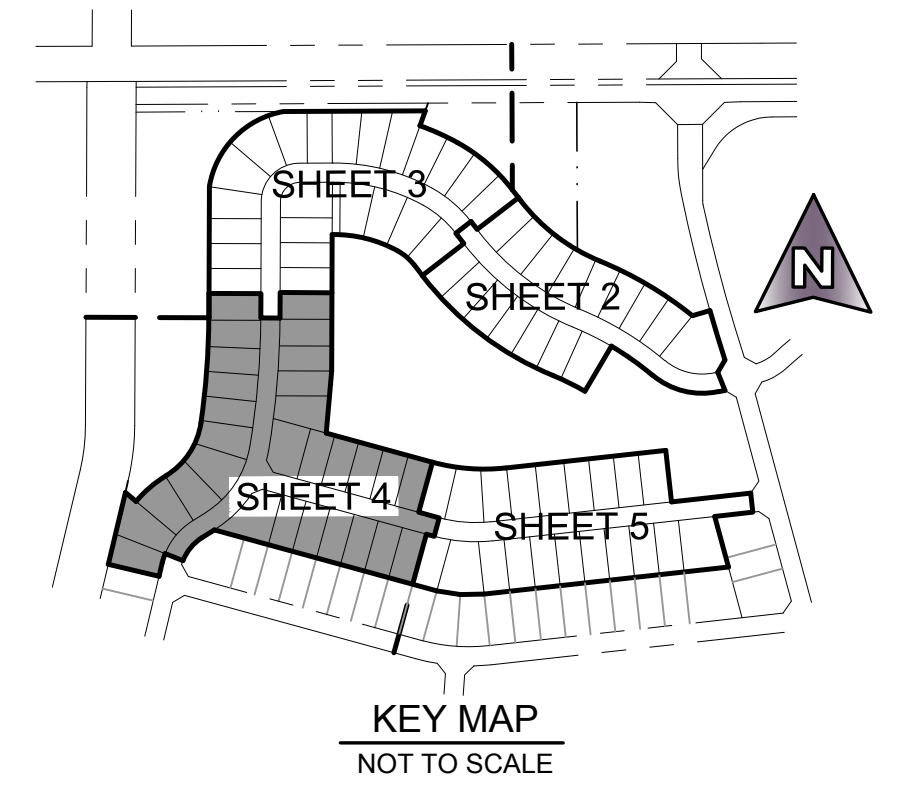 SHEET 3
N
SHEET 2
SHEET 4
SHEET 5
KEY MAP
NOT TO SCALE